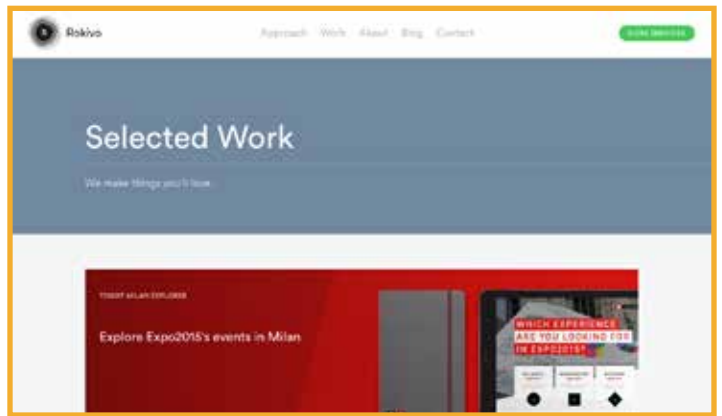 Rokivo
Approach Work About Blog Contact
Selected Work
We make things you'll love.
Explore Expo2015's events in Milan
WHICH EXPERIENCE
ARE YOU LOOKING FOR
IN EXPO2015?